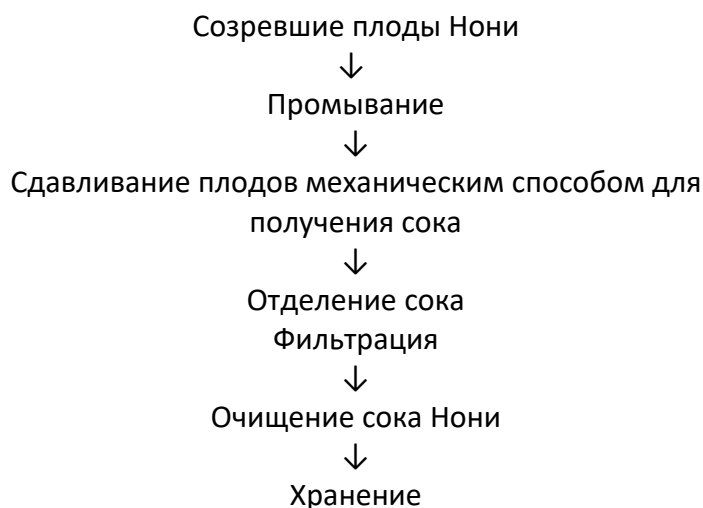 Созревшие плоды Нони
↓
Промывание
↓
Сдавливание плодов механическим способом для
получения сока
↓
Отделение сока
Фильтрация
↓
Очищение сока Нони
↓
Хранение